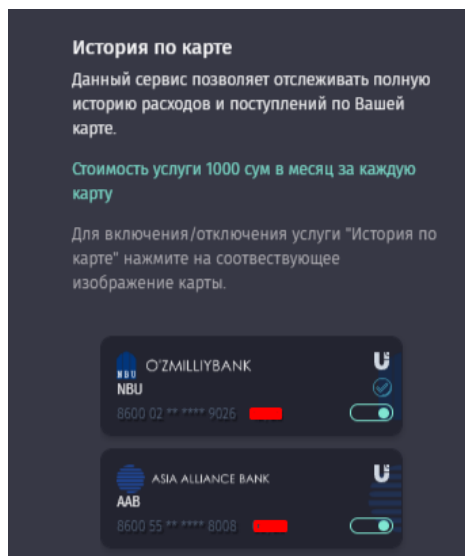 История по карте
Данный сервис позволяет отслеживать полную
историю расходов и поступлений по Вашей
карте.
Стоимость услуги 1000 сум в месяц за каждую
карту
Для включения/отключения услуги "История по
карте" нажмите на соотвествующее
изображение карты.
NBU O'ZMILLIYBANK
NBU
8600 02 ** **** 9026
ASIA ALLIANCE BANK
AAB
8600 55 ** **** 8008